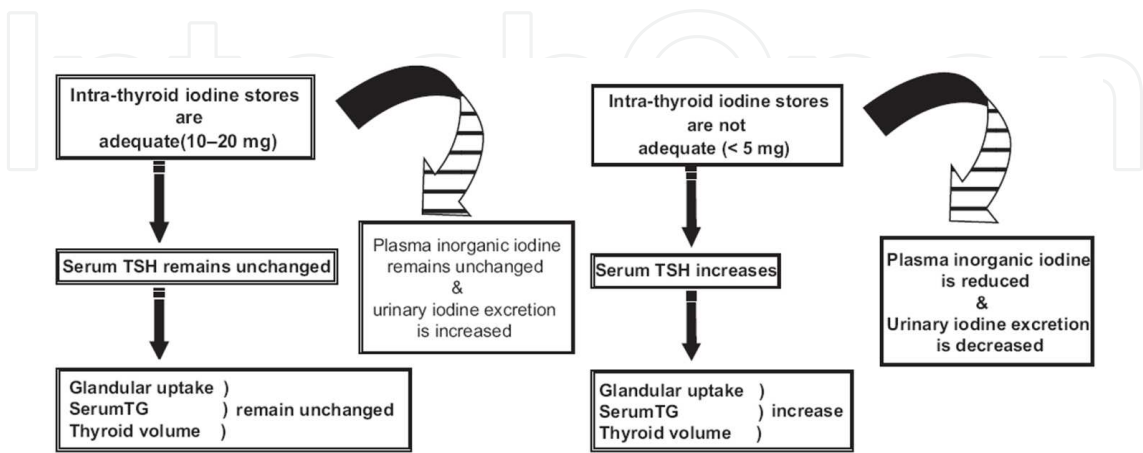 Intra-thyroid iodine stores
are
adequate(10–20 mg)
Serum TSH remains unchanged
Glandular uptake )
SerumTG ) remain unchanged
Thyroid volume )
Plasma inorganic iodine
remains unchanged
&
urinary iodine excretion
is increased
Intra-thyroid iodine stores
are not
adequate (< 5 mg)
Serum TSH increases
Glandular uptake )
SerumTG ) increase
Thyroid volume )
Plasma inorganic iodine
is reduced
&
Urinary iodine excretion
is decreased